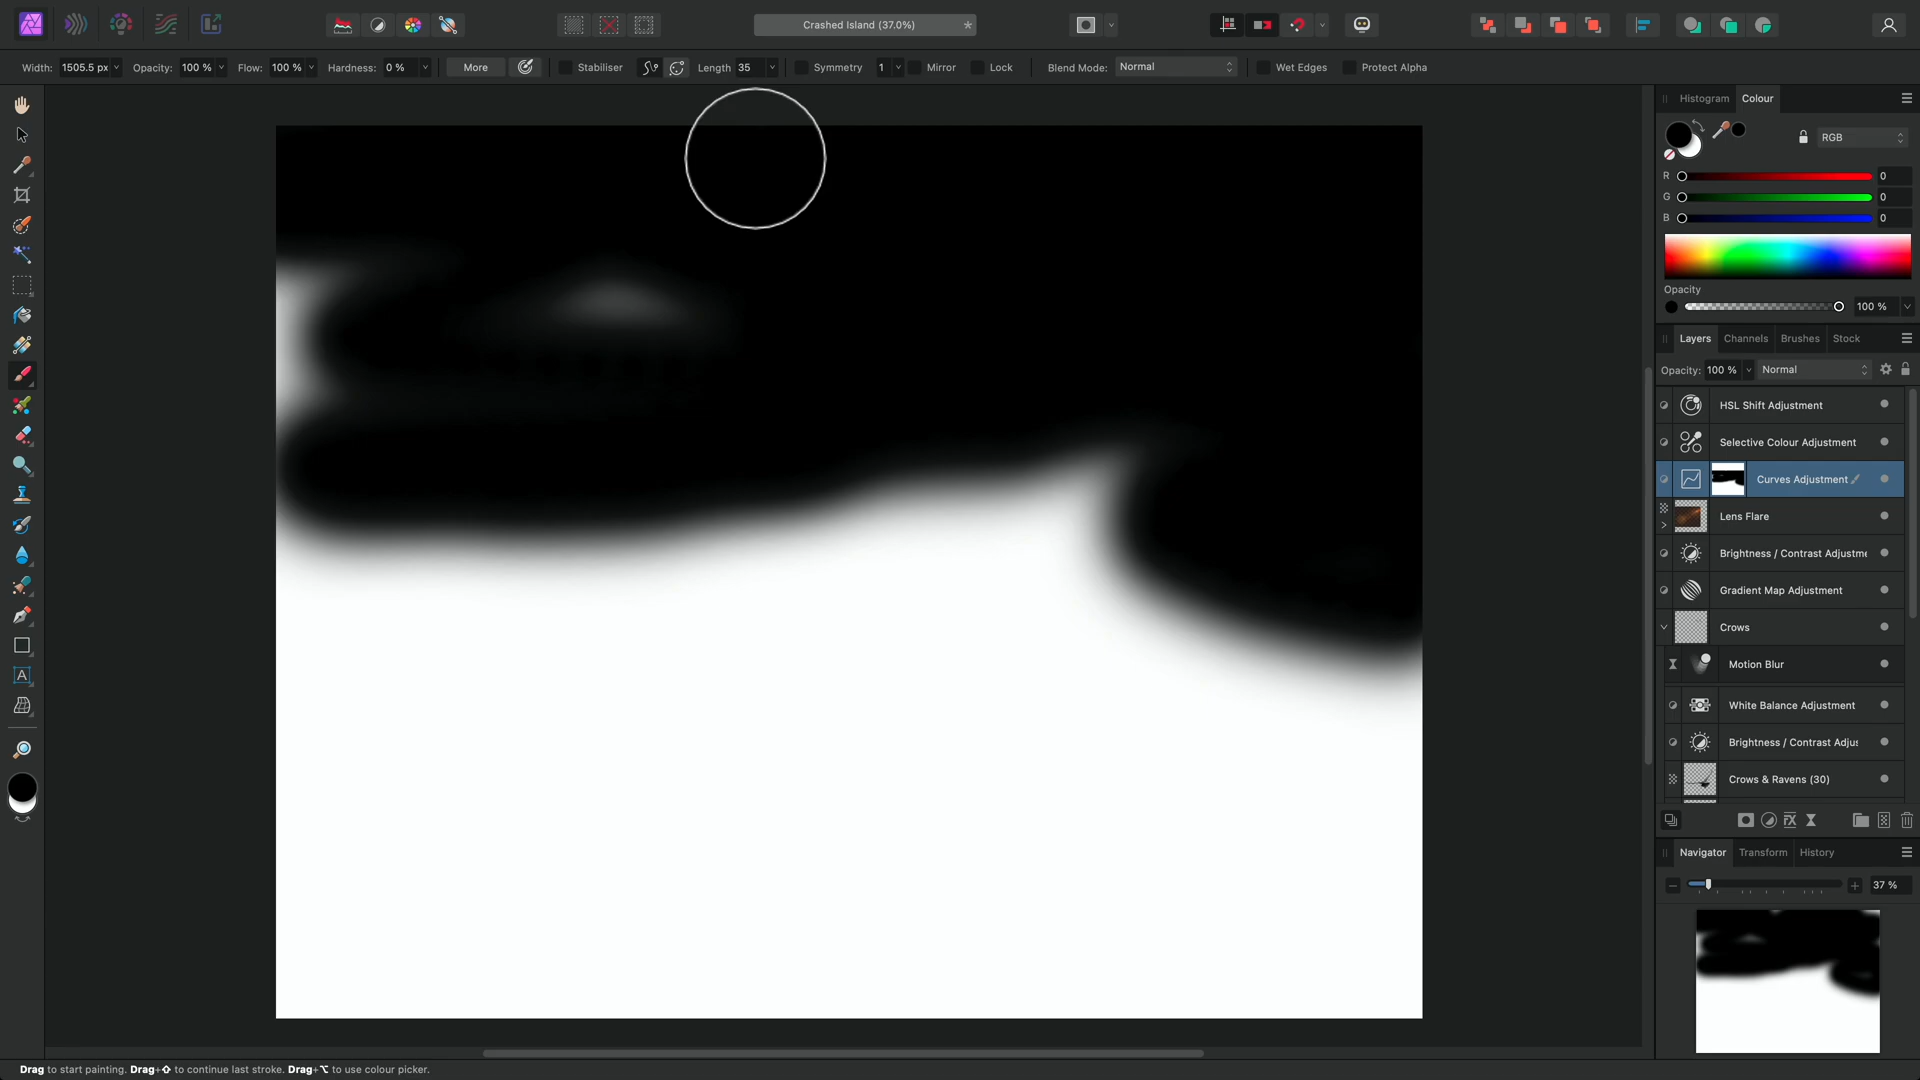 Crashed Island (37.0%) *
Width: 1505.5 px Opacity: 100 % Flow: 100 % Hardness: 0 % More Stabiliser Length 35 Symmetry 1 Mirror Lock Blend Mode: Normal Wet Edges Protect Alpha
Histogram Colour
RGB
R 0
G 0
B 0
Opacity
100 %
Layers Channels Brushes Stock
Opacity: 100 % Normal
HSL Shift Adjustment
Selective Colour Adjustment
Curves Adjustment
Lens Flare
Brightness / Contrast Adjustme
Gradient Map Adjustment
Crows
Motion Blur
White Balance Adjustment
Brightness / Contrast Adjus
Crows & Ravens (30)
Navigator Transform History
37 %
Drag to start painting. Drag+⇧ to continue last stroke. Drag+⌥ to use colour picker.